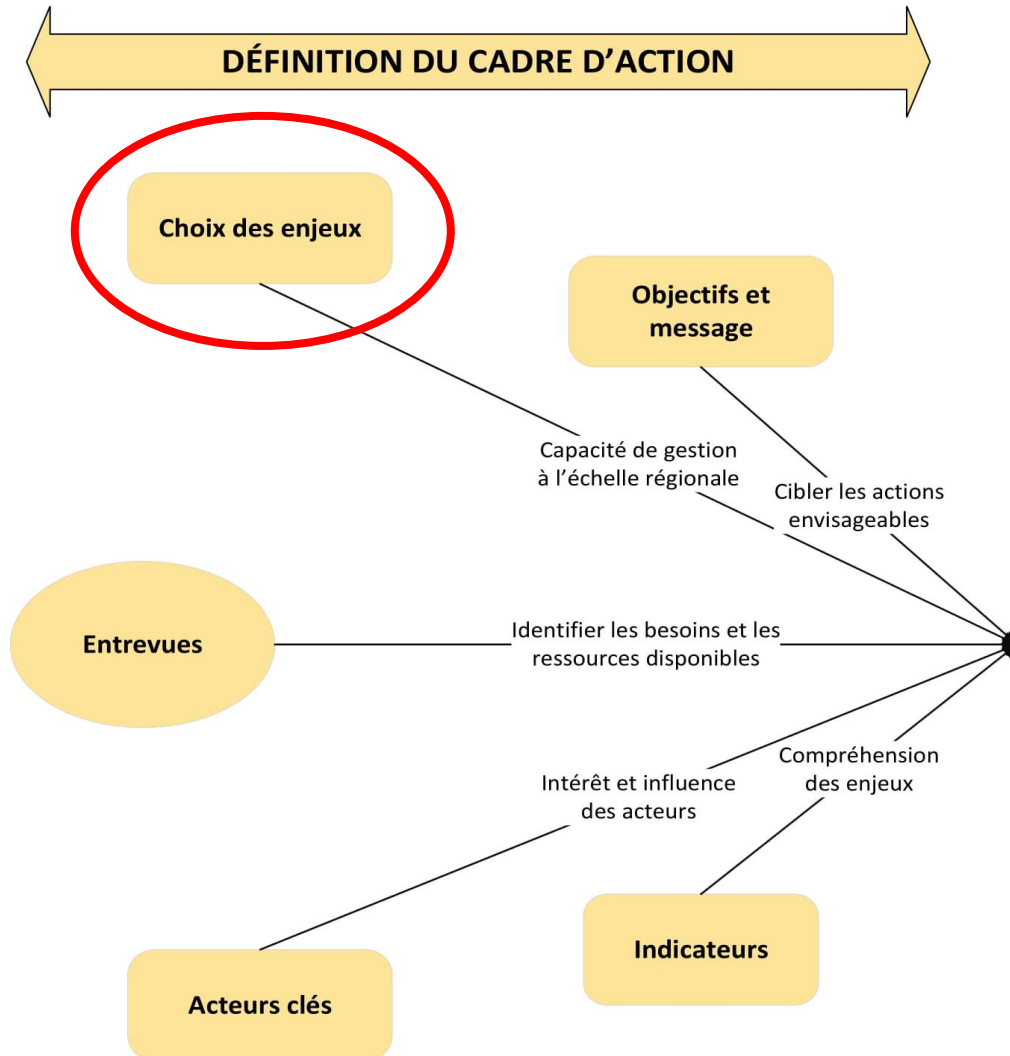 DÉFINITION DU CADRE D’ACTION
Choix des enjeux
Objectifs et
message
Capacité de gestion
à l’échelle régionale
Cibler les actions
envisageables
Entrevues
Identifier les besoins et les
ressources disponibles
Compréhension
des enjeux
Intérêt et influence
des acteurs
Indicateurs
Acteurs clés